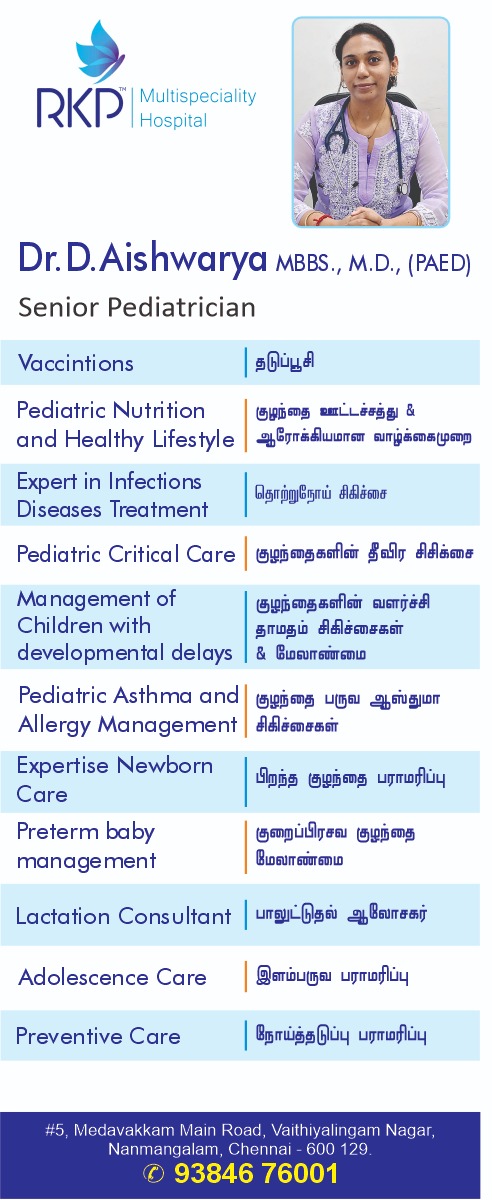 RKP™
Multispeciality
Hospital
Dr. D. Aishwarya MBBS., M.D., (PAED)
Senior Pediatrician
Vaccintions
தடுப்பூசி
Pediatric Nutrition
and Healthy Lifestyle
குழந்தை ஊட்டச்சத்து &
ஆரோக்கியமான வாழ்க்கைமுறை
Expert in Infections
Diseases Treatment
தொற்றுநோய் சிகிச்சை
Pediatric Critical Care
குழந்தைகளின் தீவிர சிசிக்சை
Management of
Children with
developmental delays
குழந்தைகளின் வளர்ச்சி
தாமதம் சிகிச்சைகள்
& மேலாண்மை
Pediatric Asthma and
Allergy Management
குழந்தை பருவ ஆஸ்துமா
சிகிச்சைகள்
Expertise Newborn
Care
பிறந்த குழந்தை பராமரிப்பு
Preterm baby
management
குறைப்பிரசவ குழந்தை
மேலாண்மை
Lactation Consultant
பாலுட்டுதல் ஆலோசகர்
Adolescence Care
இளம்பருவ பராமரிப்பு
Preventive Care
நோய்த்தடுப்பு பராமரிப்பு
#5, Medavakkam Main Road, Vaithiyalingam Nagar,
Nanmangalam, Chennai - 600 129.
✆ 93846 76001